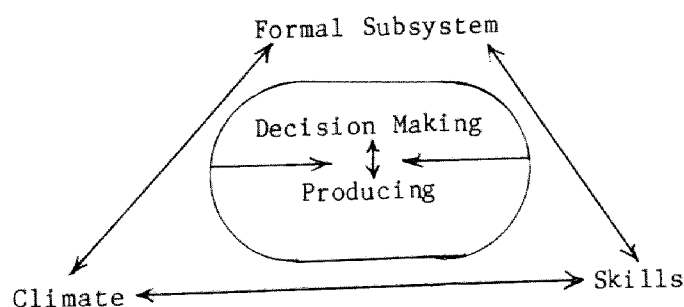 Formal Subsystem
Decision Making
Producing
Climate
Skills